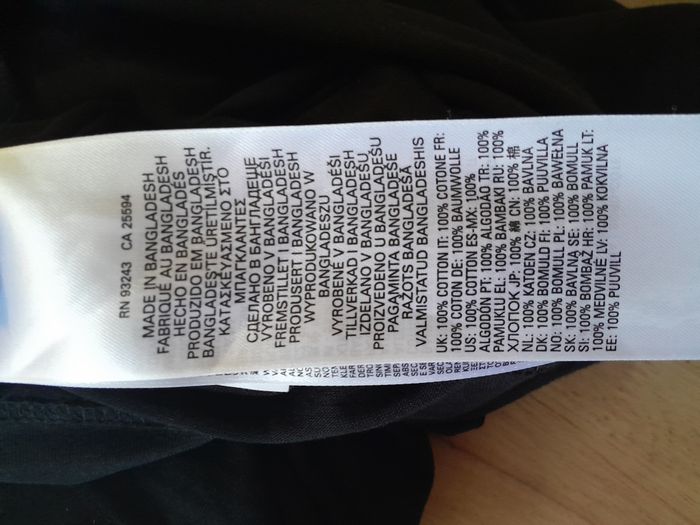 RN 93243 CA 25594
MADE IN BANGLADESH
FABRIQUÉ AU BANGLADESH
HECHO EN BANGLADÉS
PRODUZIDO EM BANGLADESH
BANGLADEŞ'TE ÜRETİLMİŞTİR.
ΚΑΤΑΣΚΕΥΑΣΜΕΝΟ ΣΤΟ
ΜΠΑΓΚΛΑΝΤΕΣ
СДЕЛАНО В БАНГЛАДЕШЕ
VYROBENO V BANGLADÉŠI
FREMSTILLET I BANGLADESH
PRODUSERT I BANGLADESH
WYPRODUKOWANO W
BANGLADESZU
VYROBENÉ V BANGLADÉŠI
TILLVERKAD I BANGLADESH
IZDELANO V BANGLADEŠU
PROIZVEDENO U BANGLADEŠU
PAGAMINTA BANGLADEŠE
RAŽOTS BANGLADEŠĀ
VALMISTATUD BANGLADESHIS
UK: 100% COTTON IT: 100% COTONE FR:
100% COTON DE: 100% BAUMWOLLE
US: 100% COTTON ES-MX: 100%
ALGODÓN PT: 100% ALGODÃO TR: 100%
PAMUKLU EL: 100% BAMBAKI RU: 100%
ХЛОПОК JP: 100% 綿 CN: 100% 棉
NL: 100% KATOEN CZ: 100% BAVLNA
DK: 100% BOMULD FI: 100% PUUVILLA
NO: 100% BOMULL PL: 100% BAWEŁNA
SK: 100% BAVLNA SE: 100% BOMULL
SI: 100% BOMBAŽ HR: 100% PAMUK LT:
100% MEDVILNĖ LV: 100% KOKVILNA
EE: 100% PUUVILL